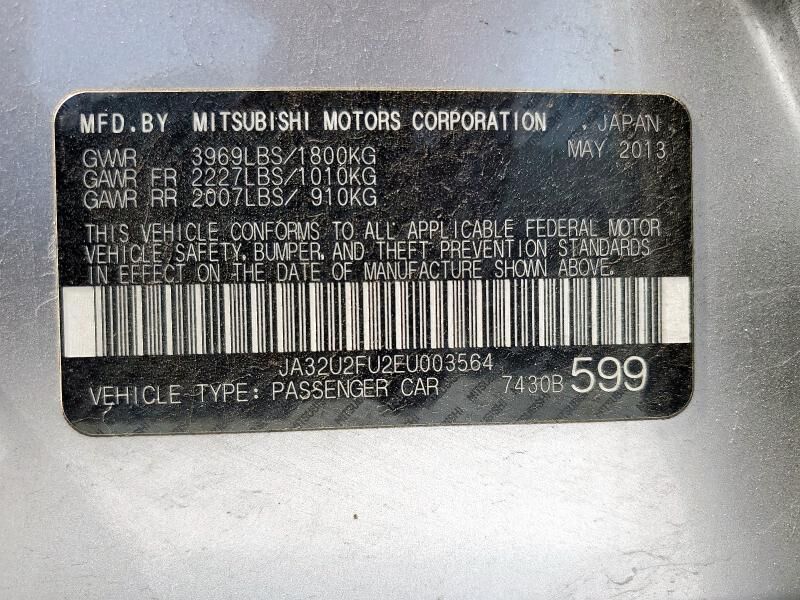 MFD. BY MITSUBISHI MOTORS CORPORATION . JAPAN
GVWR 3969LBS/1800KG MAY 2013
GAWR FR 2227LBS/1010KG
GAWR RR 2007LBS/ 910KG
THIS VEHICLE CONFORMS TO ALL APPLICABLE FEDERAL MOTOR
VEHICLE SAFETY, BUMPER, AND THEFT PREVENTION STANDARDS
IN EFFECT ON THE DATE OF MANUFACTURE SHOWN ABOVE.
JA32U2FU2EU003564
VEHICLE TYPE: PASSENGER CAR 7430B 599